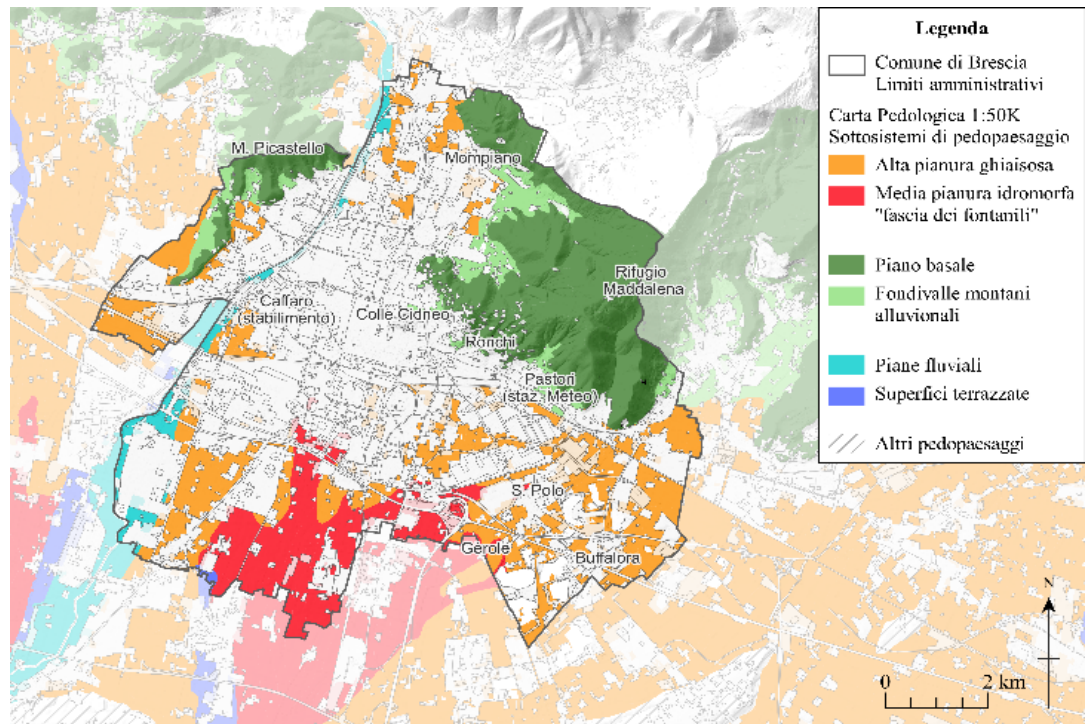 M. Picastello
Mompiano
Rifugio
Maddalena
Caffaro
(stabilimento)
Colle Cidneo
Ronchi
Pastori
(staz. Meteo)
S. Polo
Gerole
Buffalora
Legenda
Comune di Brescia
Limiti amministrativi
Carta Pedologica 1:50K
Sottosistemi di pedopaesaggio
Alta pianura ghiaisosa
Media pianura idromorfa
"fascia dei fontanili"
Piano basale
Fondivalle montani
alluvionali
Piane fluviali
Superfici terrazzate
Altri pedopaesaggi
N
0 2 km